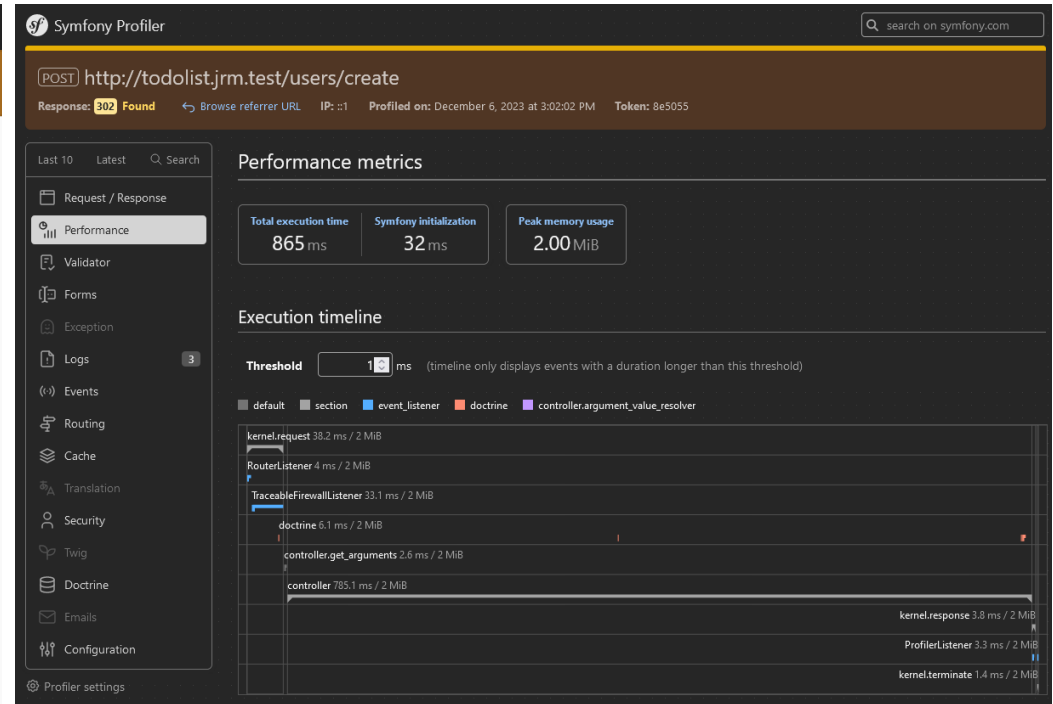 Symfony Profiler
search on symfony.com
POST http://todolist.jrm.test/users/create
Response: 302 Found Browse referrer URL IP: ::1 Profiled on: December 6, 2023 at 3:02:02 PM Token: 8e5055
Last 10 Latest Search
Request / Response
Performance
Validator
Forms
Exception
Logs 3
Events
Routing
Cache
Translation
Security
Twig
Doctrine
Emails
Configuration
Profiler settings
Performance metrics
Total execution time
865 ms
Symfony initialization
32 ms
Peak memory usage
2.00 MiB
Execution timeline
Threshold 1 ms (timeline only displays events with a duration longer than this threshold)
default section event_listener doctrine controller.argument_value_resolver
kernel.request 38.2 ms / 2 MiB
RouterListener 4 ms / 2 MiB
TraceableFirewallListener 33.1 ms / 2 MiB
doctrine 6.1 ms / 2 MiB
controller.get_arguments 2.6 ms / 2 MiB
controller 785.1 ms / 2 MiB
kernel.response 3.8 ms / 2 MiB
ProfilerListener 3.3 ms / 2 MiB
kernel.terminate 1.4 ms / 2 MiB